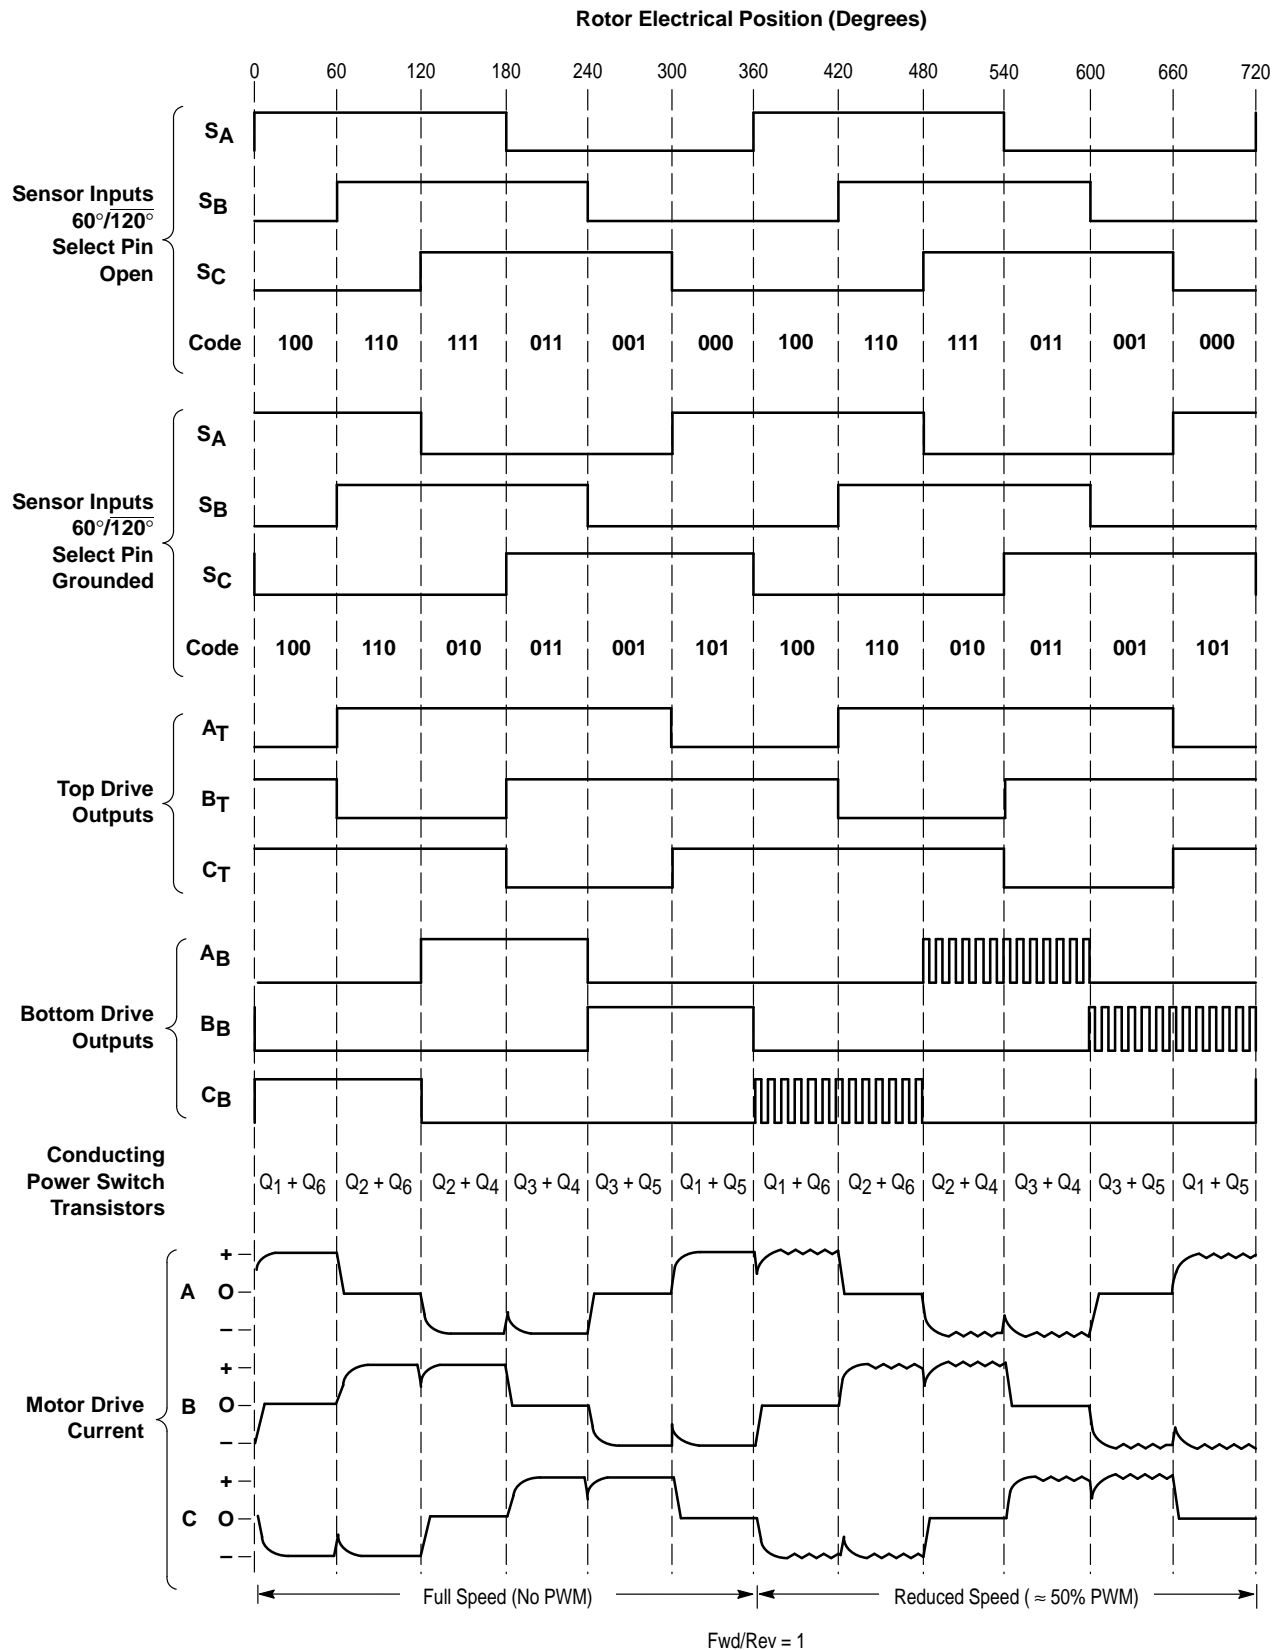 Rotor Electrical Position (Degrees)
0 60 120 180 240 300 360 420 480 540 600 660 720
SA
Sensor Inputs
60°/120°
Select Pin
Open
SB
SC
Code 100 110 111 011 001 000 100 110 111 011 001 000
SA
Sensor Inputs
60°/120°
Select Pin
Grounded
SB
SC
Code 100 110 010 011 001 101 100 110 010 011 001 101
Top Drive
Outputs
AT
BT
CT
Bottom Drive
Outputs
AB
BB
CB
Conducting
Power Switch
Transistors
Q1 + Q6 Q2 + Q6 Q2 + Q4 Q3 + Q4 Q3 + Q5 Q1 + Q5 Q1 + Q6 Q2 + Q6 Q2 + Q4 Q3 + Q4 Q3 + Q5 Q1 + Q5
Motor Drive
Current
+
A O
–
+
B O
–
+
C O
–
Full Speed (No PWM) Reduced Speed ( ≈ 50% PWM)
Fwd/Rev = 1